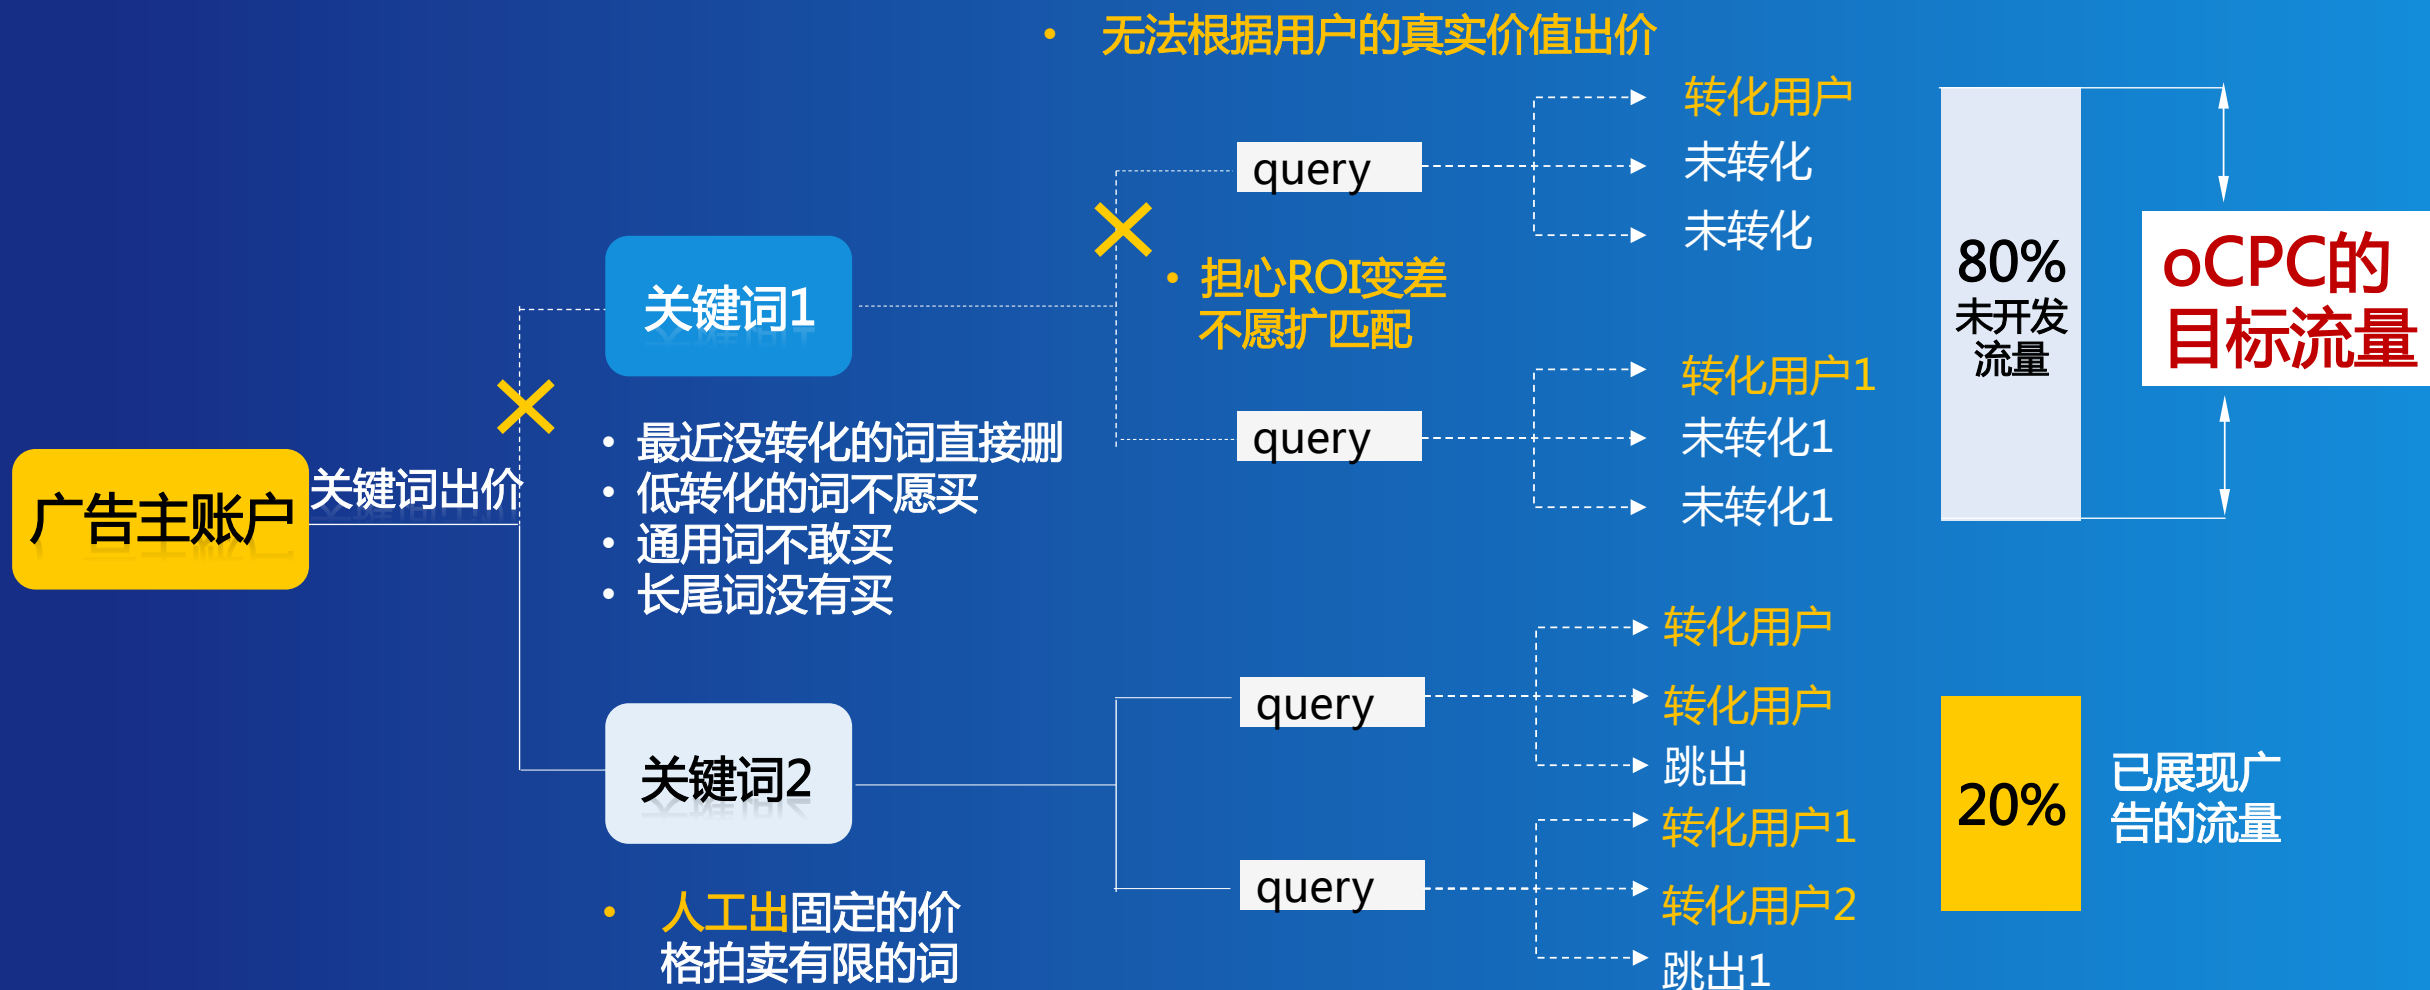 • 无法根据用户的真实价值出价
转化用户
未转化
未转化
query
• 担心ROI变差
不愿扩匹配
query
转化用户1
未转化1
未转化1
80%
未开发
流量
oCPC的
目标流量
广告主账户
关键词出价
关键词1
• 最近没转化的词直接删
• 低转化的词不愿买
• 通用词不敢买
• 长尾词没有买
关键词2
• 人工出固定的价
格拍卖有限的词
query
转化用户
转化用户
跳出
query
转化用户1
转化用户2
跳出1
20%
已展现广
告的流量